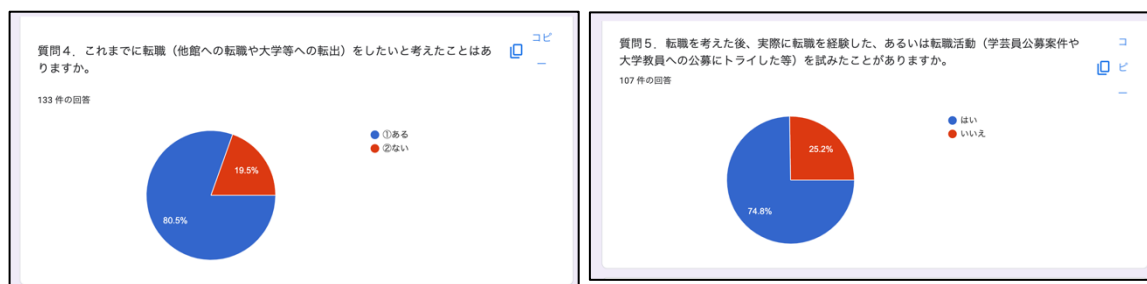 質問４．これまでに転職（他館への転職や大学等への転出）をしたいと考えたことはあ
りますか。
コピ
ー
133 件の回答
①ある
②ない
19.5%
80.5%
質問５．転職を考えた後、実際に転職を経験した、あるいは転職活動（学芸員公募案件や
大学教員への公募にトライした等）を試みたことがありますか。
コ
ピ
ー
107 件の回答
はい
いいえ
25.2%
74.8%